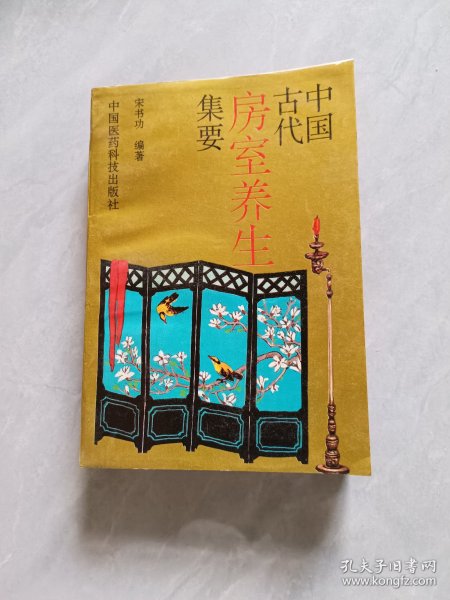 中国
古代
房室养生
集要
宋书功 编著
中国医药科技出版社
孔夫子旧书网
www.kongfz.com